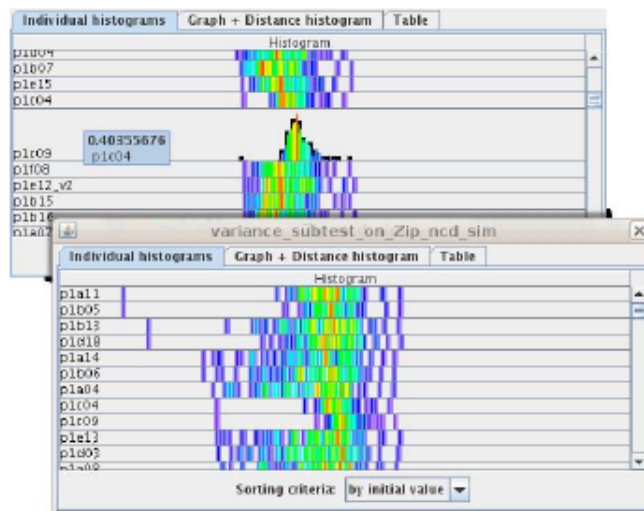 Individual histograms Graph + Distance histogram Table
Histogram
p1b07
p1e15
p1c04
0.40355676
p1c04
p1c09
p1f08
p1e12_v2
p1b15
p1b16
variance_subtest_on_Zip_ncd_sim
Individual histograms Graph + Distance histogram Table
Histogram
p1a11
p1b05
p1b13
p1d18
p1a14
p1b06
p1a04
p1c04
p1c09
p1e13
p1d03
Sorting criteria: by initial value